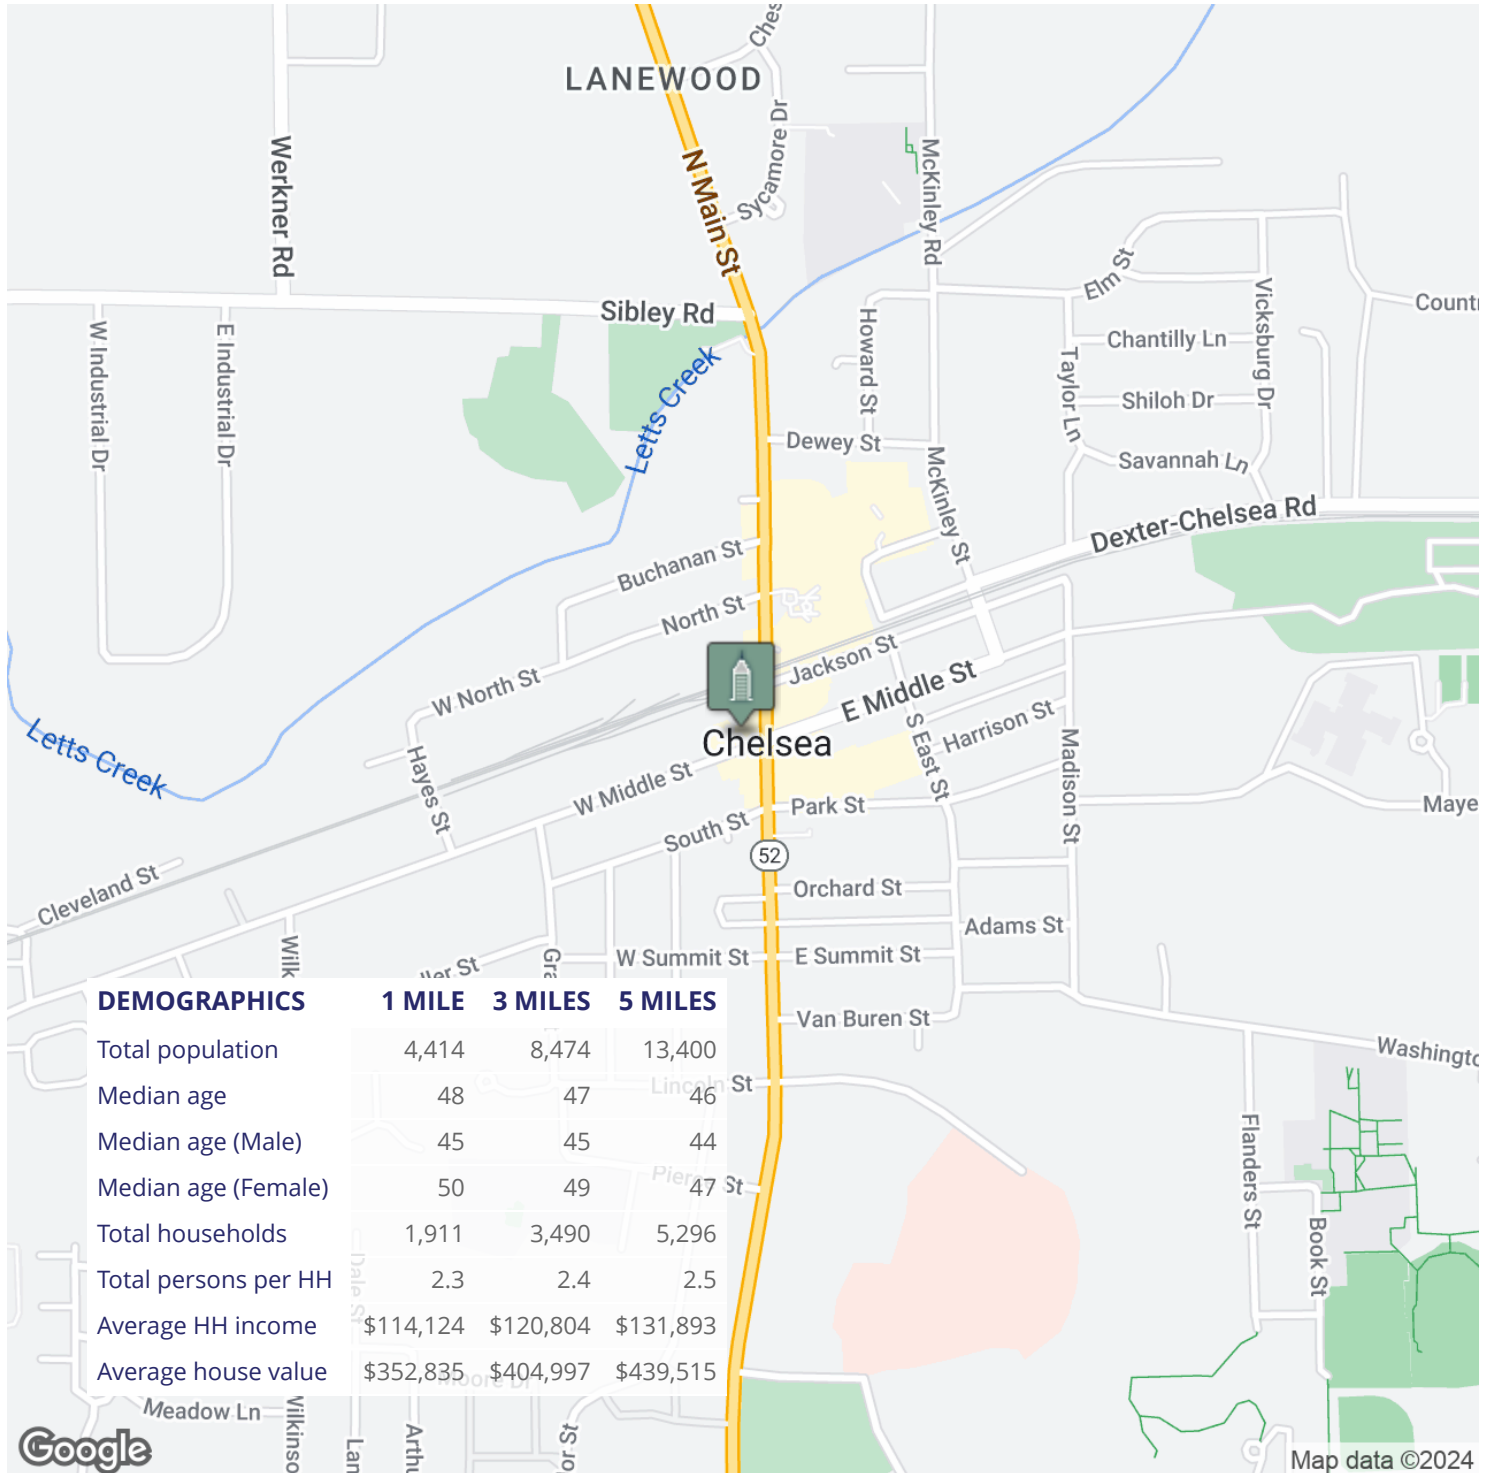 LANEWOOD
N Main St
Sycamore Dr
McKinley Rd
Werkner Rd
Sibley Rd
Elm St
Vicksburg Dr
W Industrial Dr
E Industrial Dr
Letts Creek
Howard St
Chantilly Ln
Taylor Ln
Shiloh Dr
Dewey St
Savannah Ln
McKinley St
Dexter-Chelsea Rd
Buchanan St
North St
Jackson St
W North St
E Middle St
Chelsea
Letts Creek
Hayes St
S East St
Harrison St
Madison St
W Middle St
Park St
South St
52
Cleveland St
Orchard St
Adams St
W Summit St
E Summit St
Van Buren St
DEMOGRAPHICS 1 MILE 3 MILES 5 MILES
Total population 4,414 8,474 13,400
Median age 48 47 46
Median age (Male) 45 45 44
Median age (Female) 50 49 47
Total households 1,911 3,490 5,296
Total persons per HH 2.3 2.4 2.5
Average HH income $114,124 $120,804 $131,893
Average house value $352,835 $404,997 $439,515
Lincoln St
Pierce St
Dale St
Moore Dr
Flanders St
Book St
Meadow Ln
Google
Map data ©2024